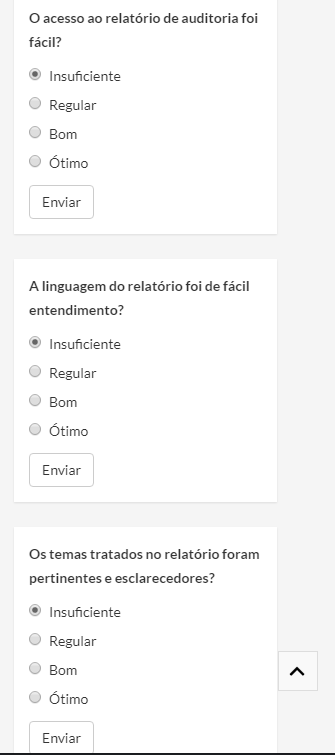 O acesso ao relatório de auditoria foi
fácil?
Insuficiente
Regular
Bom
Ótimo
Enviar
A linguagem do relatório foi de fácil
entendimento?
Insuficiente
Regular
Bom
Ótimo
Enviar
Os temas tratados no relatório foram
pertinentes e esclarecedores?
Insuficiente
Regular
Bom
Ótimo
Enviar